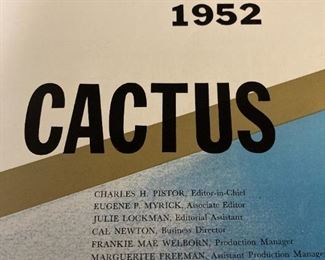 1952
CACTUS
CHARLES H. PISTOR, Editor-in-Chief
EUGENE P. MYRICK, Associate Editor
JULIE LOCKMAN, Editorial Assistant
CAL NEWTON, Business Director
FRANKIE MAE WELBORN, Production Manager
MARGUERITE FREEMAN, Assistant Production Manager